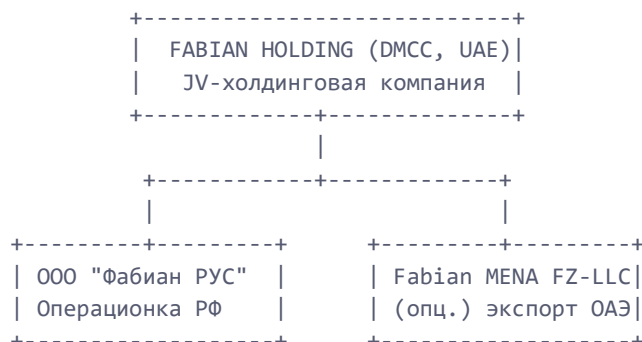 FABIAN HOLDING (DMCC, UAE)
JV-холдинговая компания
ООО "Фабиан РУС"
Операционка РФ
Fabian MENA FZ-LLC
(опц.) экспорт ОАЭ